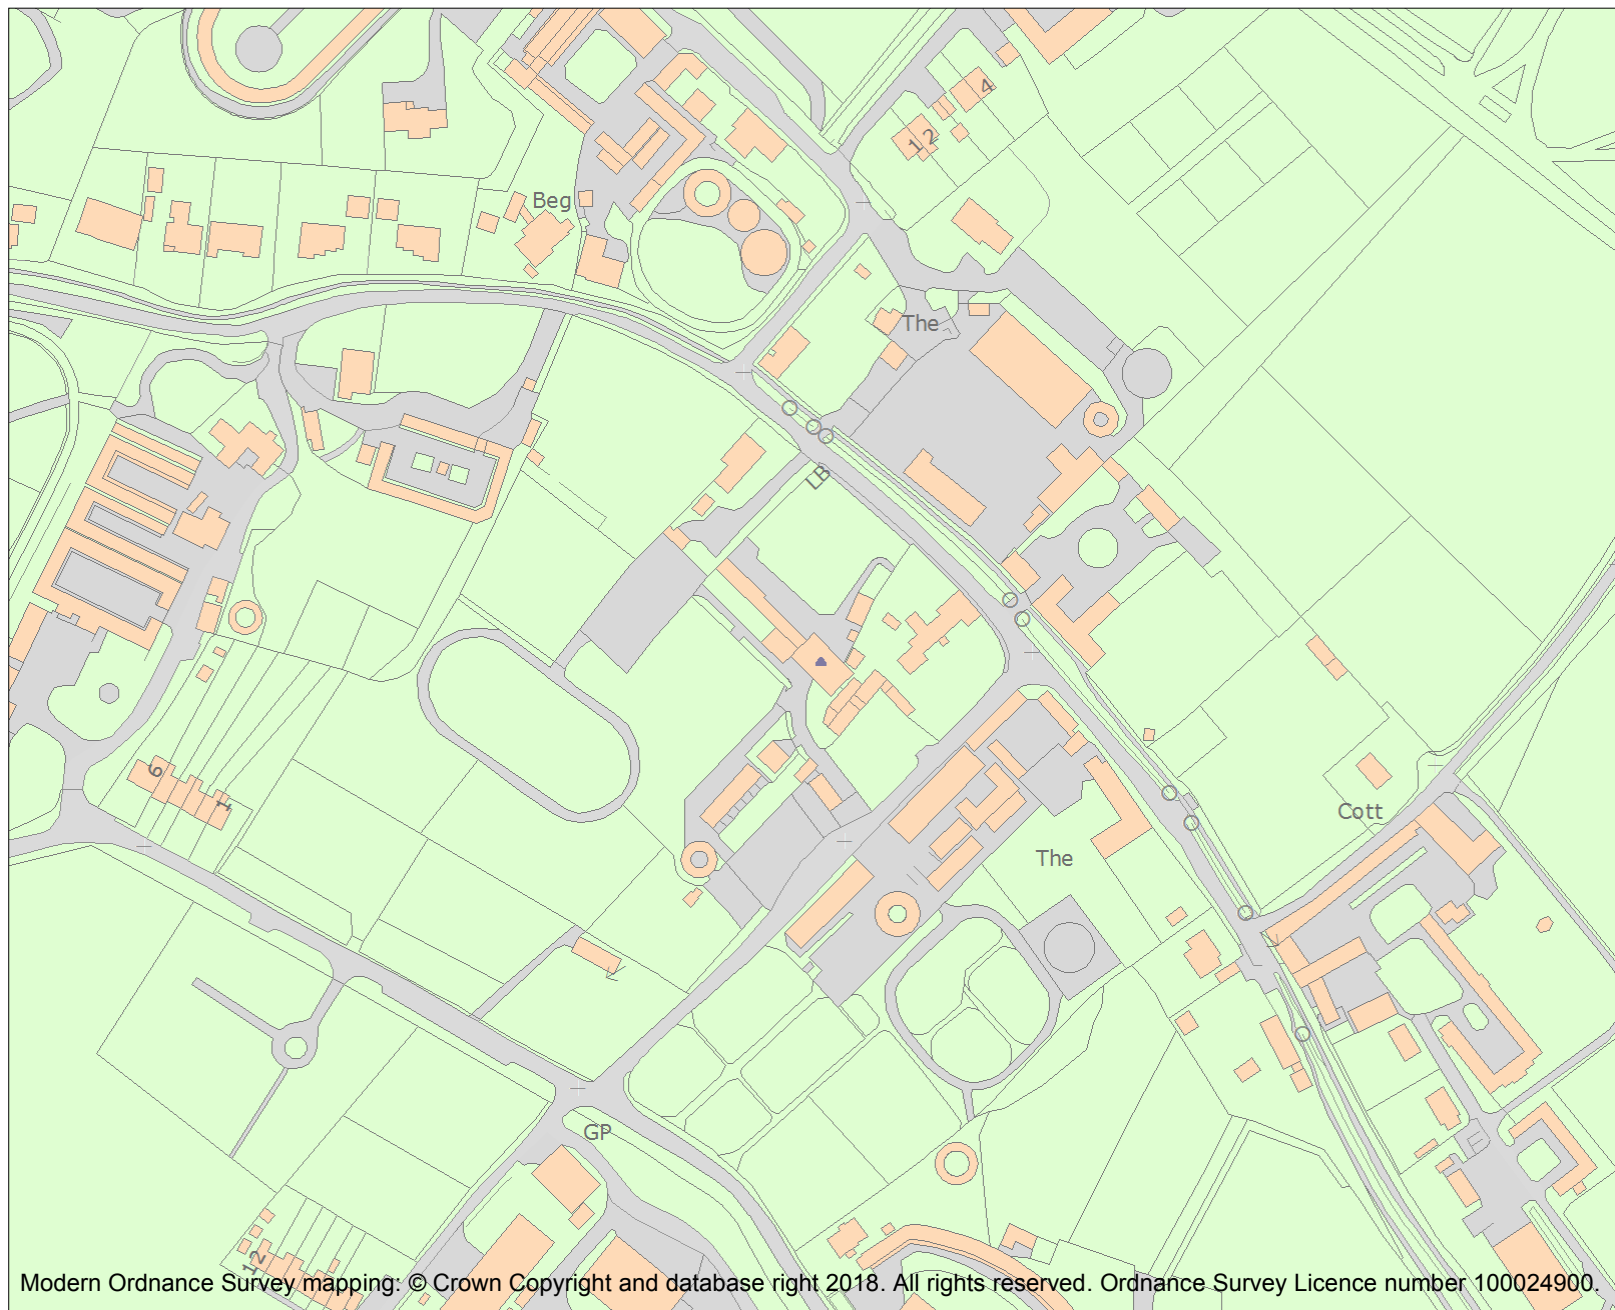 4
1 2
Beg
The
LB
6
1
Cott
The
GP
1 2
Modern Ordnance Survey mapping: © Crown Copyright and database right 2018. All rights reserved. Ordnance Survey Licence number 100024900.